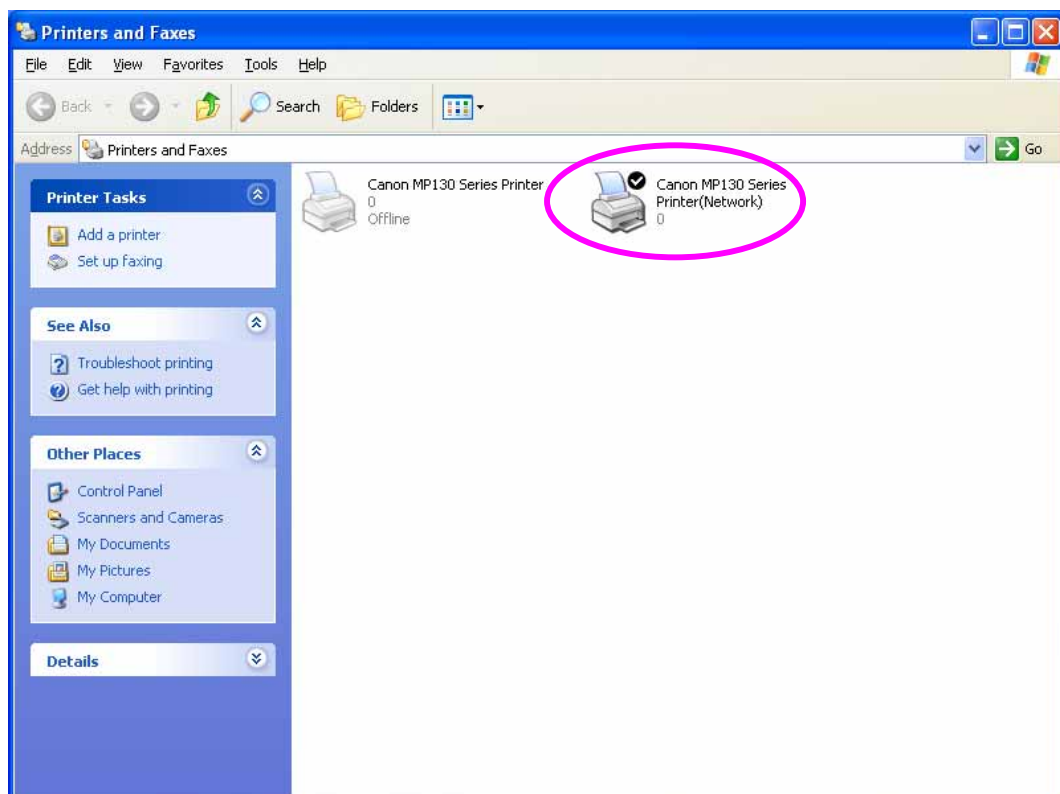 Printers and Faxes
File Edit View Favorites Tools Help
Back Search Folders
Address Printers and Faxes Go
Printer Tasks
Add a printer
Set up faxing
See Also
Troubleshoot printing
Get help with printing
Other Places
Control Panel
Scanners and Cameras
My Documents
My Pictures
My Computer
Details
Canon MP130 Series Printer
0
Offline
Canon MP130 Series
Printer(Network)
0